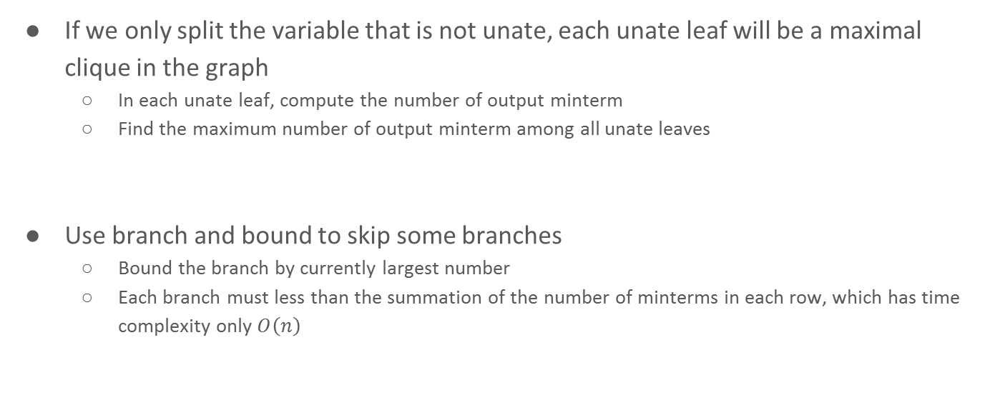 ● If we only split the variable that is not unate, each unate leaf will be a maximal
clique in the graph
○ In each unate leaf, compute the number of output minterm
○ Find the maximum number of output minterm among all unate leaves
● Use branch and bound to skip some branches
○ Bound the branch by currently largest number
○ Each branch must less than the summation of the number of minterms in each row, which has time
complexity only O(n)